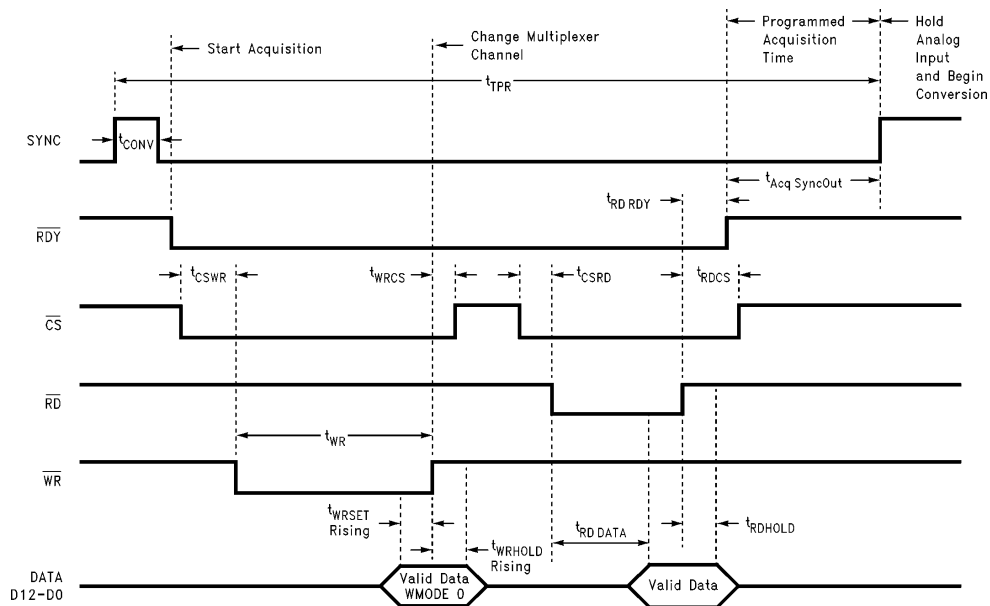 Start Acquisition
Change Multiplexer
Channel
Programmed
Acquisition
Time
Hold
Analog
Input
and Begin
Conversion
tTPR
SYNC
tCONV
tAcq SyncOut
tRD RDY
RDY
tCSWR
tWRCS
tCSRD
tRDCS
CS
RD
tWR
WR
tWRSET
Rising
tWRHOLD
Rising
tRD DATA
tRDHOLD
DATA
D12-D0
Valid Data
WMODE 0
Valid Data